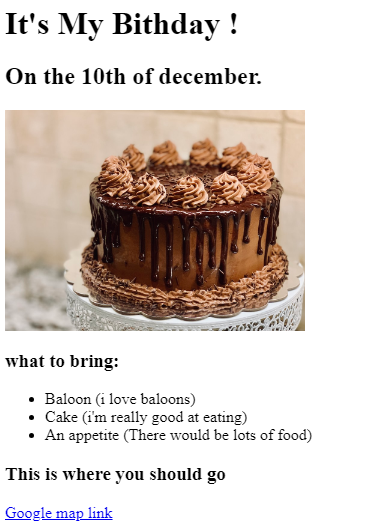 It's My Bithday !
On the 10th of december.
what to bring:
Baloon (i love baloons)
Cake (i'm really good at eating)
An appetite (There would be lots of food)
This is where you should go
Google map link